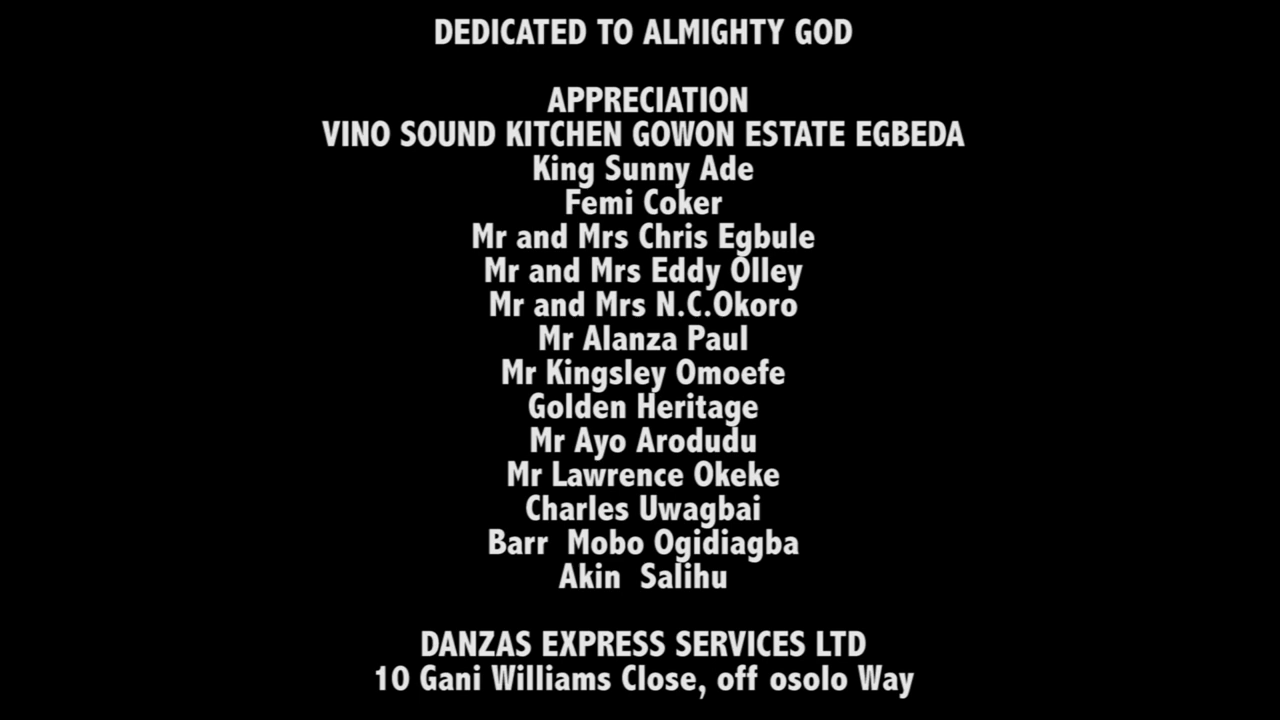 DEDICATED TO ALMIGHTY GOD
APPRECIATION
VINO SOUND KITCHEN GOWON ESTATE EGBEDA
King Sunny Ade
Femi Coker
Mr and Mrs Chris Egbule
Mr and Mrs Eddy Olley
Mr and Mrs N.C.Okoro
Mr Alanza Paul
Mr Kingsley Omoefe
Golden Heritage
Mr Ayo Arodudu
Mr Lawrence Okeke
Charles Uwagbai
Barr  Mobo Ogidiagba
Akin  Salihu
DANZAS EXPRESS SERVICES LTD
10 Gani Williams Close, off osolo Way